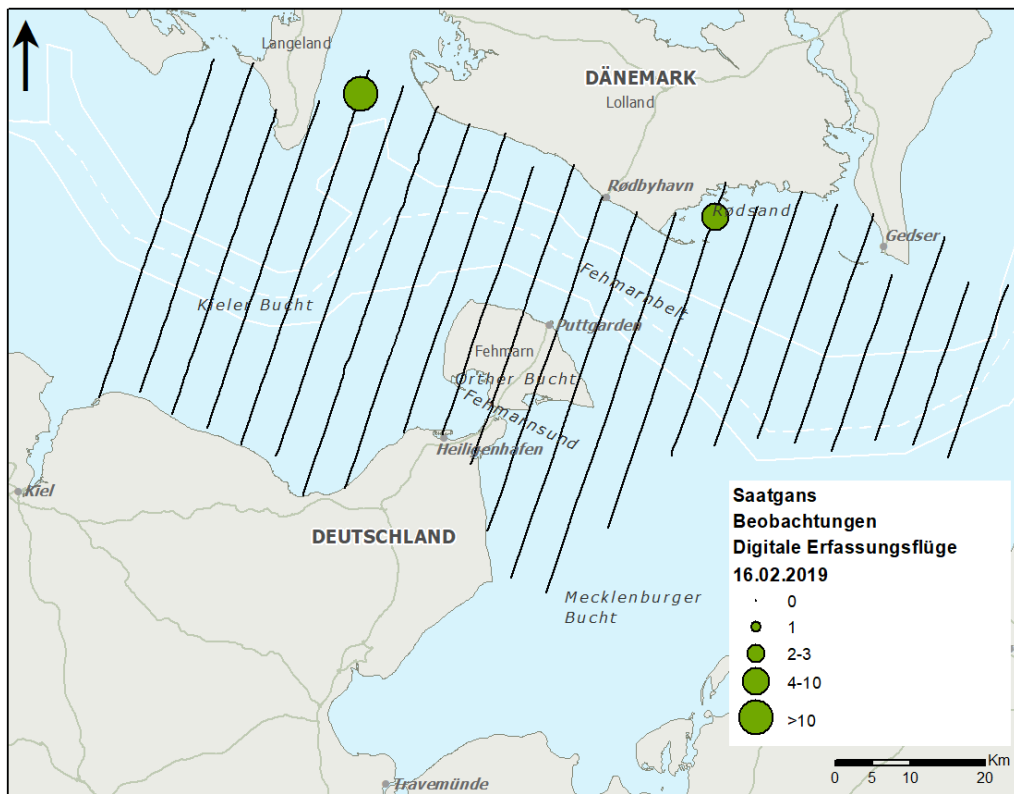 Langeland
DÄNEMARK
Lolland
Rødbyhavn
Rødsand
Gedser
Fehmarnbelt
Kieler Bucht
Puttgarden
Fehmarn
Orther Bucht
Fehmarnsund
Heiligenhafen
Kiel
DEUTSCHLAND
Mecklenburger
Bucht
Travemünde
Saatgans
Beobachtungen
Digitale Erfassungsflüge
16.02.2019
0
1
2-3
4-10
>10
Km
0 5 10 20